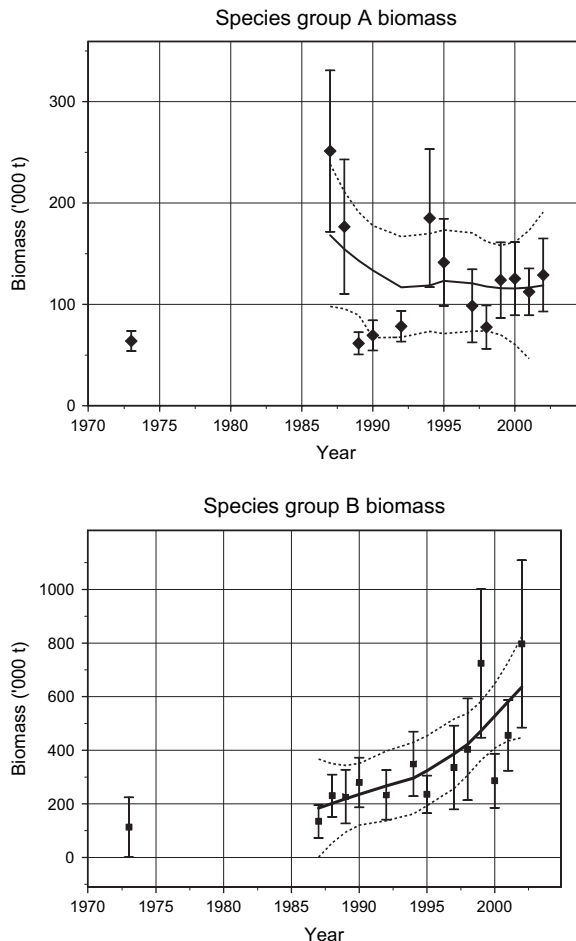 Species group A biomass
300
200
100
0
Biomass ('000 t)
1970 1975 1980 1985 1990 1995 2000
Year
Species group B biomass
1000
800
600
400
200
0
Biomass ('000 t)
1970 1975 1980 1985 1990 1995 2000
Year